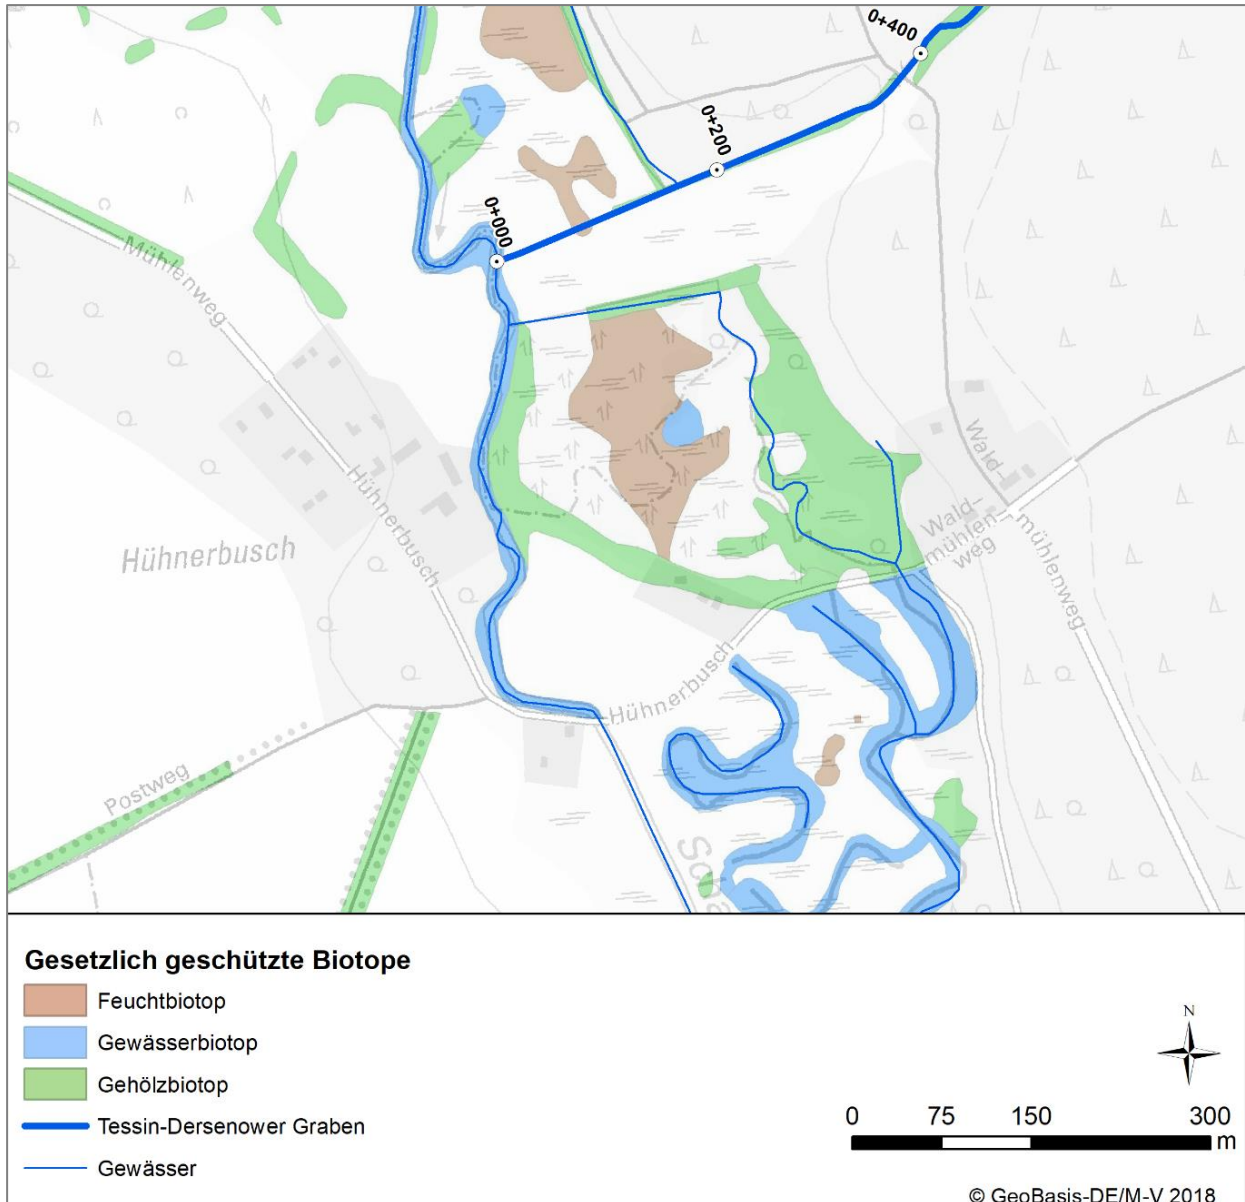 0+400
0+200
0+000
Mühlenweg
Hühnerbusch
Hühnerbusch
Wald-
Wald-
mühlen
weg
mühlenweg
Hühnerbusch
Postweg
Gesetzlich geschützte Biotope
Feuchtbiotop
Gewässerbiotop
Gehölzbiotop
Tessin-Dersenower Graben
Gewässer
N
0 75 150 300
m
© GeoBasis-DE/M-V 2018